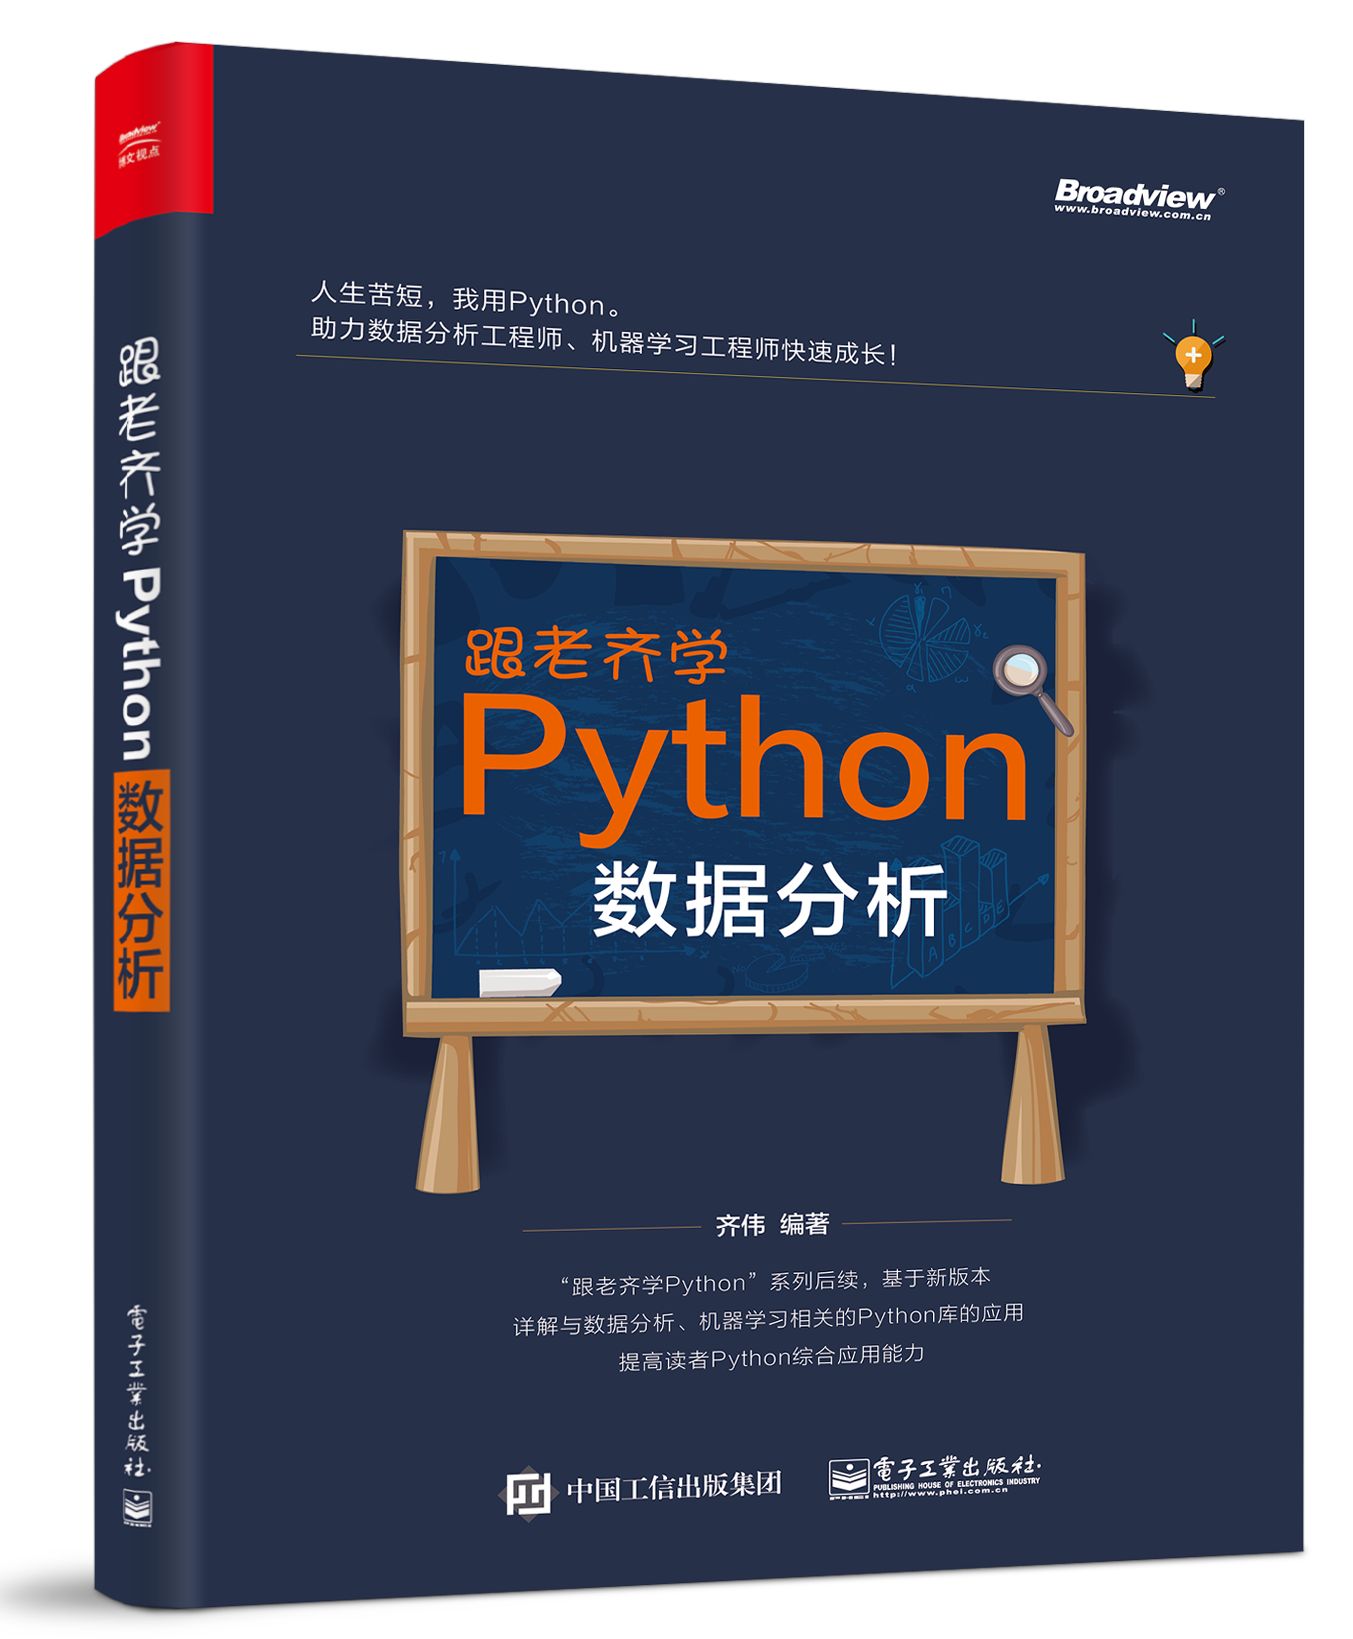 Broadview
博文视点
跟老齐学Python数据分析
電子工業出版社.
Broadview®
www.broadview.com.cn
人生苦短，我用Python。
助力数据分析工程师、机器学习工程师快速成长！
跟老齐学
Python
数据分析
A B C D E
齐伟 编著
“跟老齐学Python”系列后续，基于新版本
详解与数据分析、机器学习相关的Python库的应用
提高读者Python综合应用能力
中国工信出版集团
電子工業出版社.
PUBLISHING HOUSE OF ELECTRONICS INDUSTRY
http://www.phei.com.cn